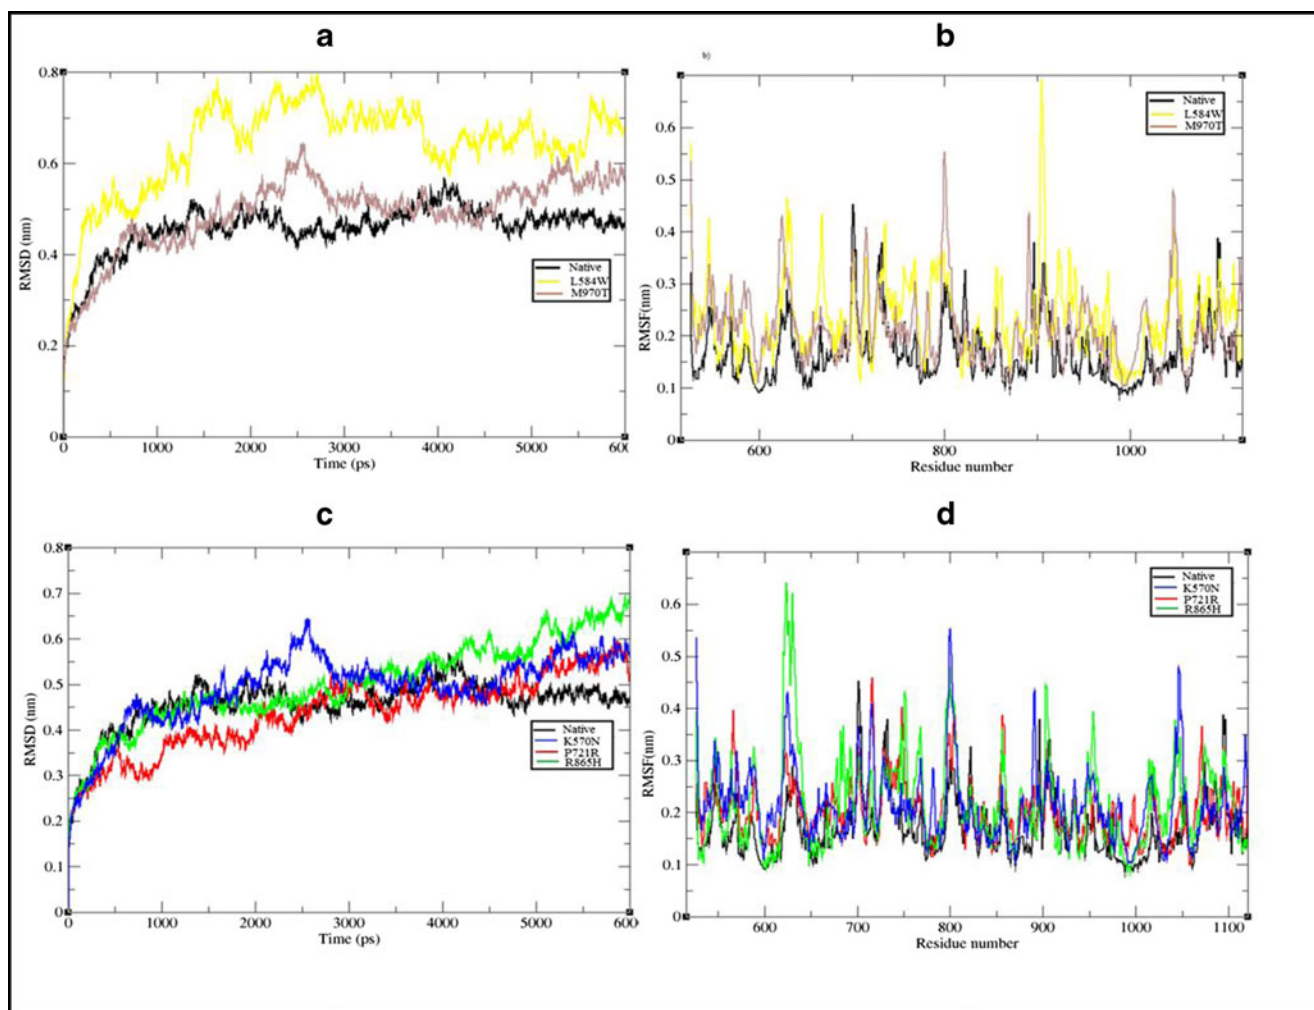 a
0.8
0.6
0.4
0.2
0
RMSD (nm)
Native
L584W
M970T
0 1000 2000 3000 4000 5000 600
Time (ps)
b
b)
0.6
0.5
0.4
0.3
0.2
0.1
0
RMSF(nm)
Native
L584W
M970T
600 800 1000
Residue number
c
0.8
0.7
0.6
0.5
0.4
0.3
0.2
0.1
0
RMSD (nm)
Native
K570N
P721R
R865H
0 1000 2000 3000 4000 5000 600
Time (ps)
d
0.6
0.5
0.4
0.3
0.2
0.1
0
RMSF(nm)
Native
K570N
P721R
R865H
600 700 800 900 1000 1100
Residue number